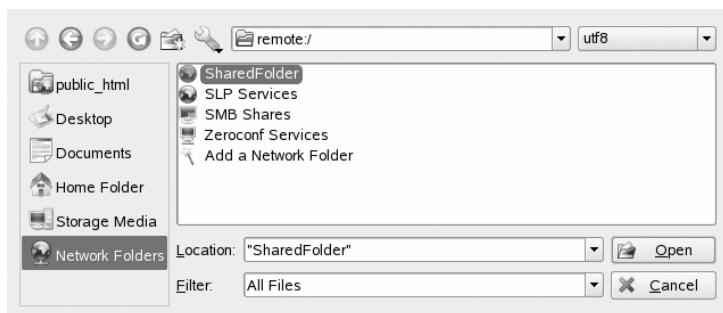 remote:/
utf8
public_html
Desktop
Documents
Home Folder
Storage Media
Network Folders
SharedFolder
SLP Services
SMB Shares
Zeroconf Services
Add a Network Folder
Location: "SharedFolder"
Open
Filter: All Files
Cancel